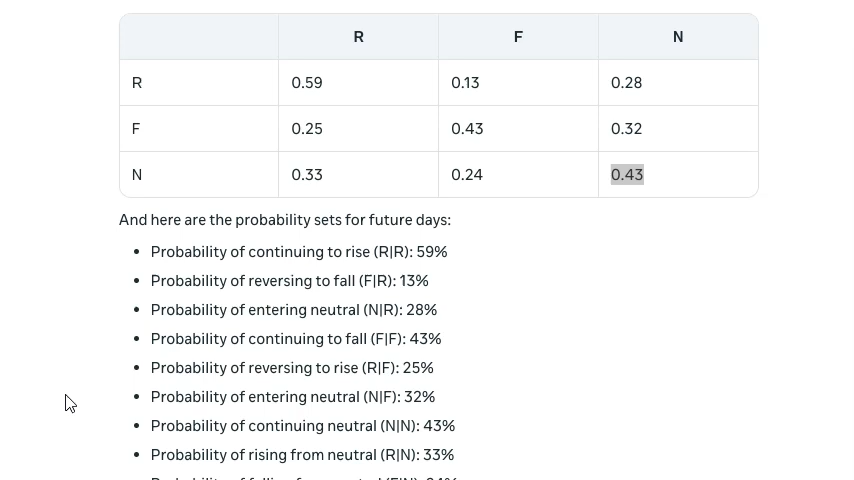 R F N
R 0.59 0.13 0.28
F 0.25 0.43 0.32
N 0.33 0.24 0.43
And here are the probability sets for future days:
• Probability of continuing to rise (R|R): 59%
• Probability of reversing to fall (F|R): 13%
• Probability of entering neutral (N|R): 28%
• Probability of continuing to fall (F|F): 43%
• Probability of reversing to rise (R|F): 25%
• Probability of entering neutral (N|F): 32%
• Probability of continuing neutral (N|N): 43%
• Probability of rising from neutral (R|N): 33%